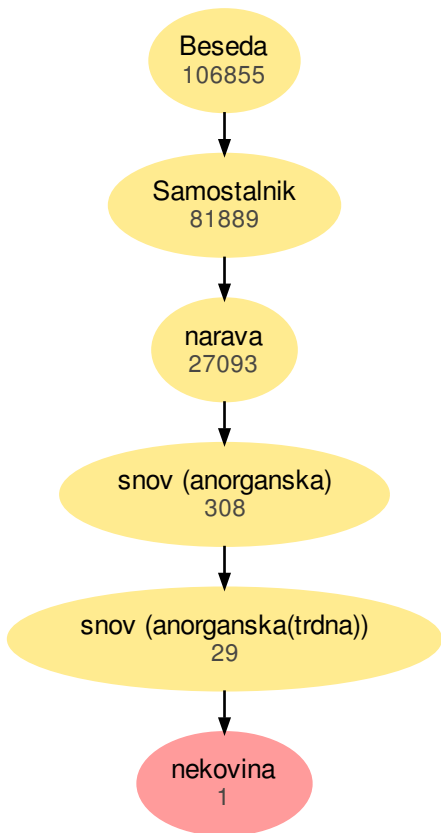 Beseda
106855
Samostalnik
81889
narava
27093
snov (anorganska)
308
snov (anorganska(trdna))
29
nekovina
1